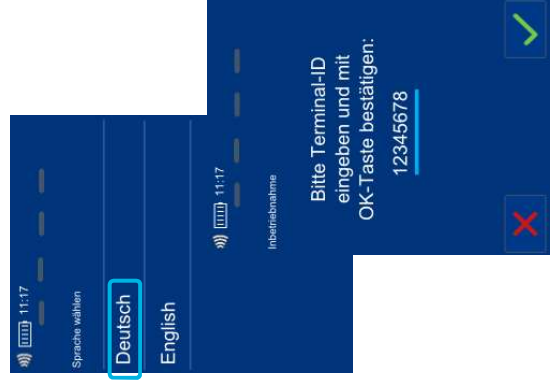 11:17
Sprache wählen
Deutsch
English
11:17
Inbetriebnahme
Bitte Terminal-ID
eingeben und mit
OK-Taste bestätigen:
12345678